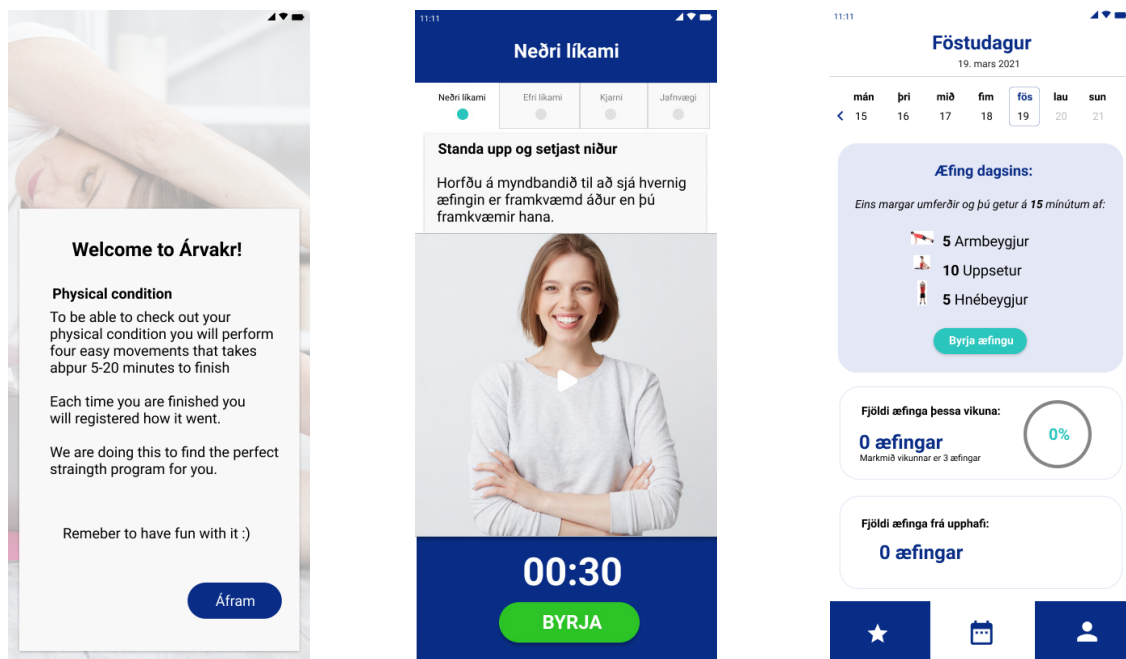 Welcome to Árvakr!
Physical condition
To be able to check out your
physical condition you will perform
four easy movements that takes
abpur 5-20 minutes to finish
Each time you are finished you
will registered how it went.
We are doing this to find the perfect
straingth program for you.
Remeber to have fun with it :)
Áfram
11:11
Neðri líkami
Neðri líkami Efri líkami Kjarni Jafnvægi
Standa upp og setjast niður
Horfðu á myndbandið til að sjá hvernig
æfingin er framkvæmd áður en þú
framkvæmir hana.
00:30
BYRJA
11:11
Föstudagur
19. mars 2021
mán þri mið fim fös lau sun
15 16 17 18 19 20 21
Æfing dagsins:
Eins margar umferðir og þú getur á 15 mínútum af:
5 Armbeygjur
10 Uppsetur
5 Hnébeygjur
Byrja æfingu
Fjöldi æfinga þessa vikuna:
0 æfingar
Markmið vikunnar er 3 æfingar
0%
Fjöldi æfinga frá upphafi:
0 æfingar